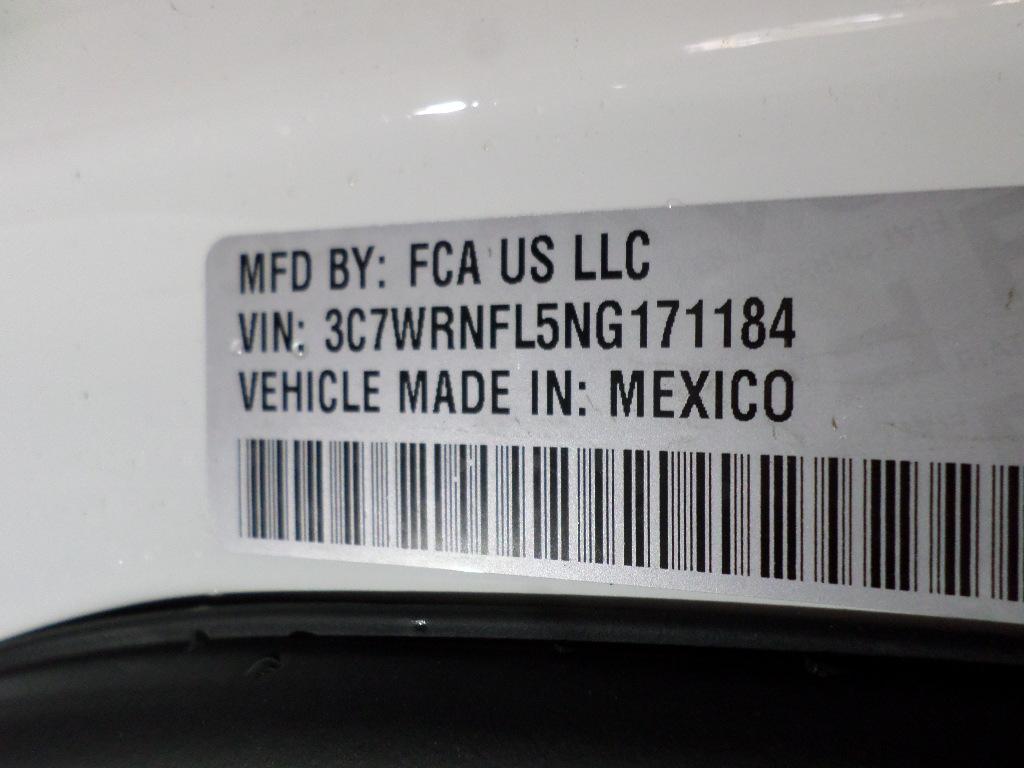 MFD BY: FCA US LLC
VIN: 3C7WRNFL5NG171184
VEHICLE MADE IN: MEXICO